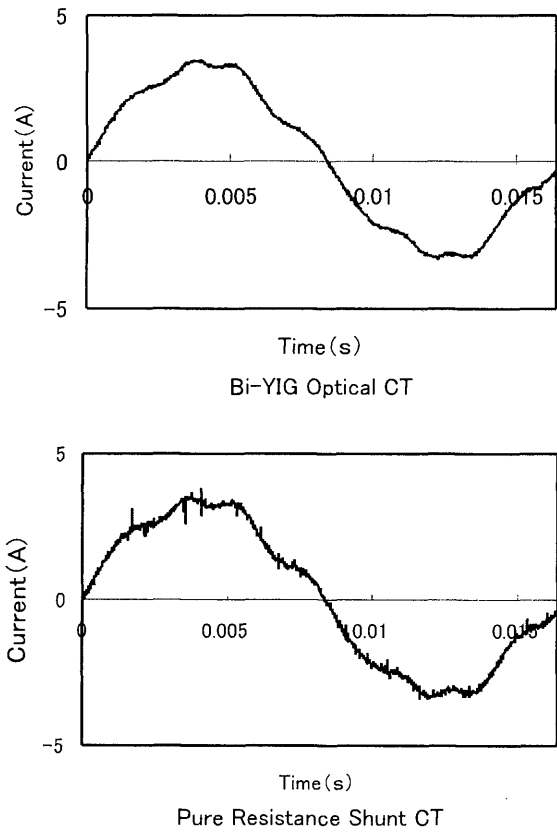 5
Current(A)
0
0
0.005
0.01
0.015
-5
Time(s)
Bi-YIG Optical CT
5
Current(A)
0
0
0.005
0.01
0.015
-5
Time(s)
Pure Resistance Shunt CT